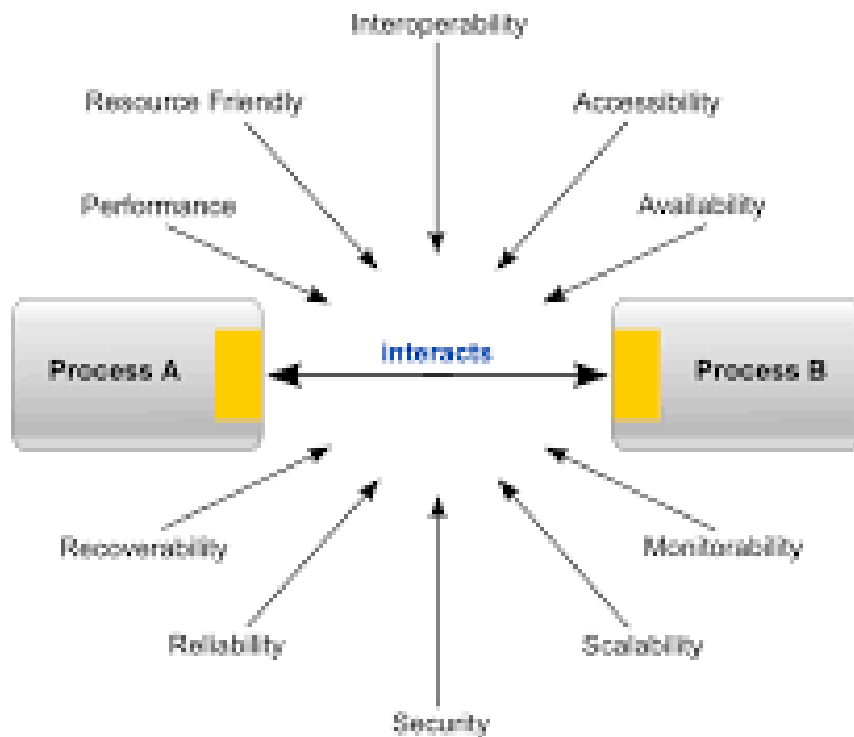 Interoperability
Resource Friendly
Accessibility
Performance
Availability
interacts
Process A
Process B
Recoverability
Monitorability
Reliability
Scalability
Security